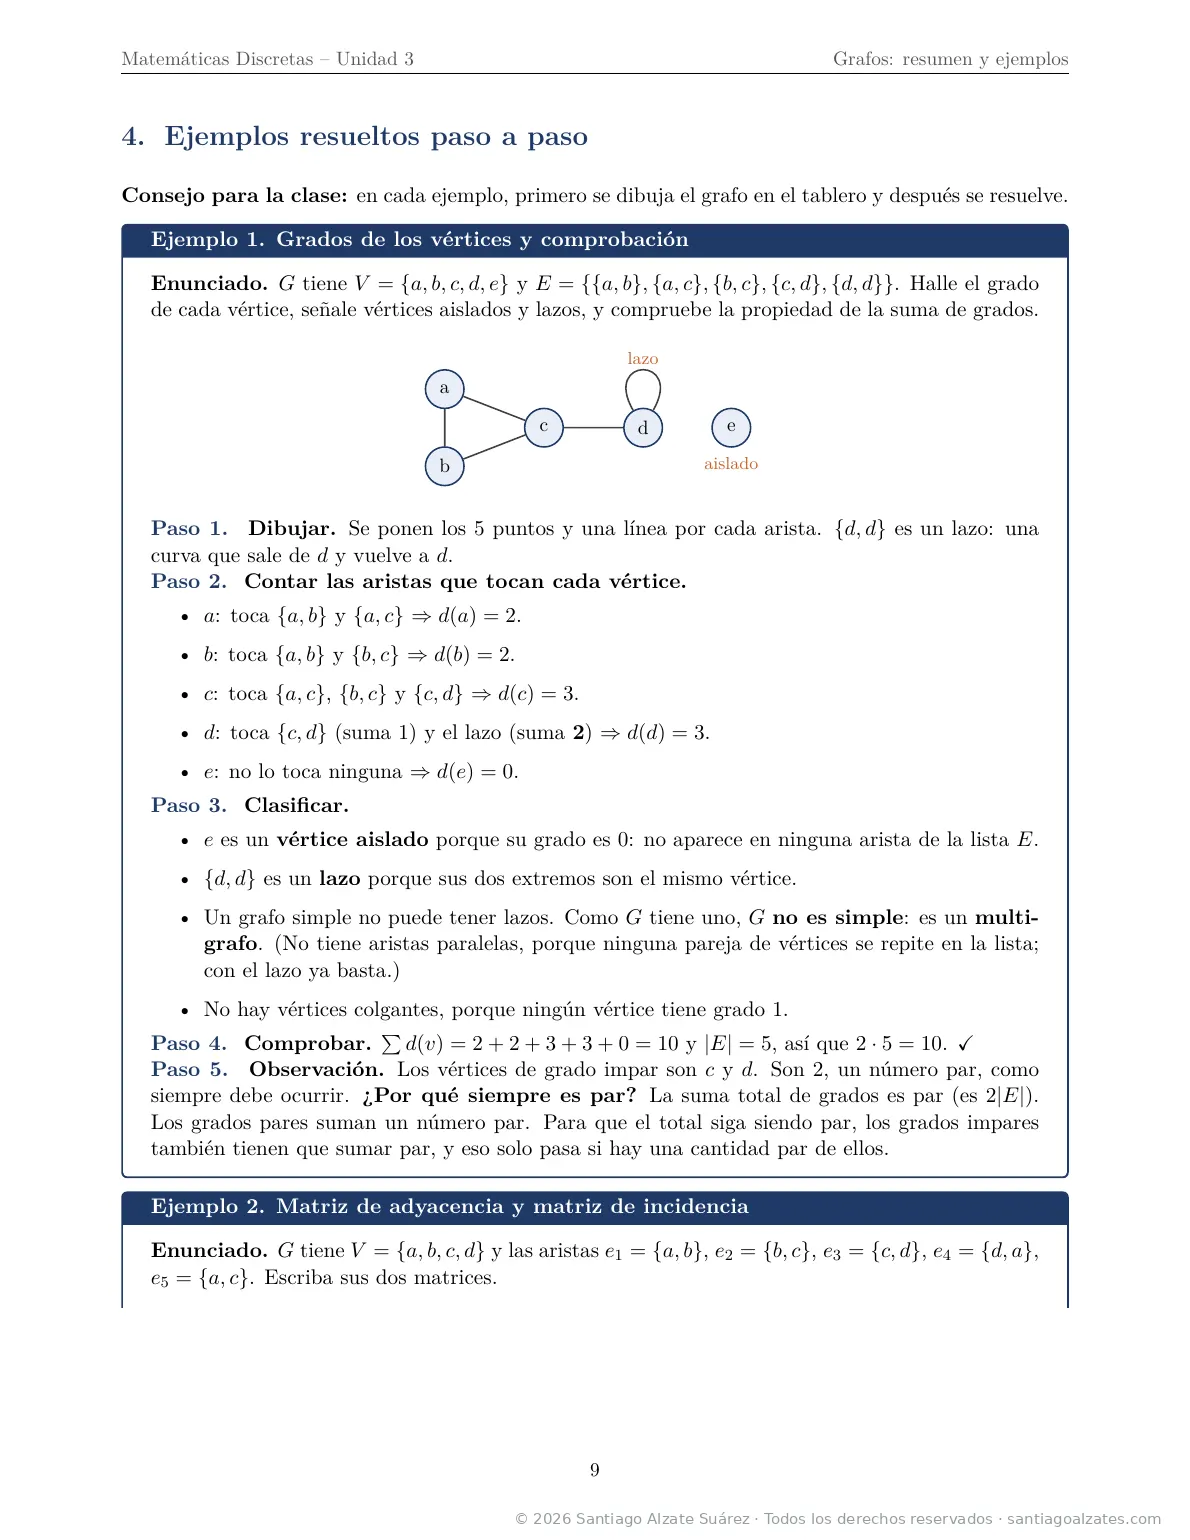 Matemáticas Discretas – Unidad 3 Grafos: resumen y ejemplos
4. Ejemplos resueltos paso a paso
Consejo para la clase: en cada ejemplo, primero se dibuja el grafo en el tablero y después se resuelve.
Ejemplo 1. Grados de los vértices y comprobación
Enunciado. G tiene V = {a, b, c, d, e} y E = {{a, b}, {a, c}, {b, c}, {c, d}, {d, d}}. Halle el grado
de cada vértice, señale vértices aislados y lazos, y compruebe la propiedad de la suma de grados.
lazo
a
c
d
e
b
aislado
Paso 1. Dibujar. Se ponen los 5 puntos y una línea por cada arista. {d, d} es un lazo: una
curva que sale de d y vuelve a d.
Paso 2. Contar las aristas que tocan cada vértice.
• a: toca {a, b} y {a, c} ⇒ d(a) = 2.
• b: toca {a, b} y {b, c} ⇒ d(b) = 2.
• c: toca {a, c}, {b, c} y {c, d} ⇒ d(c) = 3.
• d: toca {c, d} (suma 1) y el lazo (suma 2) ⇒ d(d) = 3.
• e: no lo toca ninguna ⇒ d(e) = 0.
Paso 3. Clasificar.
• e es un vértice aislado porque su grado es 0: no aparece en ninguna arista de la lista E.
• {d, d} es un lazo porque sus dos extremos son el mismo vértice.
• Un grafo simple no puede tener lazos. Como G tiene uno, G no es simple: es un multi-
grafo. (No tiene aristas paralelas, porque ninguna pareja de vértices se repite en la lista;
con el lazo ya basta.)
• No hay vértices colgantes, porque ningún vértice tiene grado 1.
Paso 4. Comprobar. ∑ d(v) = 2 + 2 + 3 + 3 + 0 = 10 y |E| = 5, así que 2 · 5 = 10. ✓
Paso 5. Observación. Los vértices de grado impar son c y d. Son 2, un número par, como
siempre debe ocurrir. ¿Por qué siempre es par? La suma total de grados es par (es 2|E|).
Los grados pares suman un número par. Para que el total siga siendo par, los grados impares
también tienen que sumar par, y eso solo pasa si hay una cantidad par de ellos.
Ejemplo 2. Matriz de adyacencia y matriz de incidencia
Enunciado. G tiene V = {a, b, c, d} y las aristas e₁ = {a, b}, e₂ = {b, c}, e₃ = {c, d}, e₄ = {d, a},
e₅ = {a, c}. Escriba sus dos matrices.
9
© 2026 Santiago Alzate Suárez · Todos los derechos reservados · santiagoalzates.com